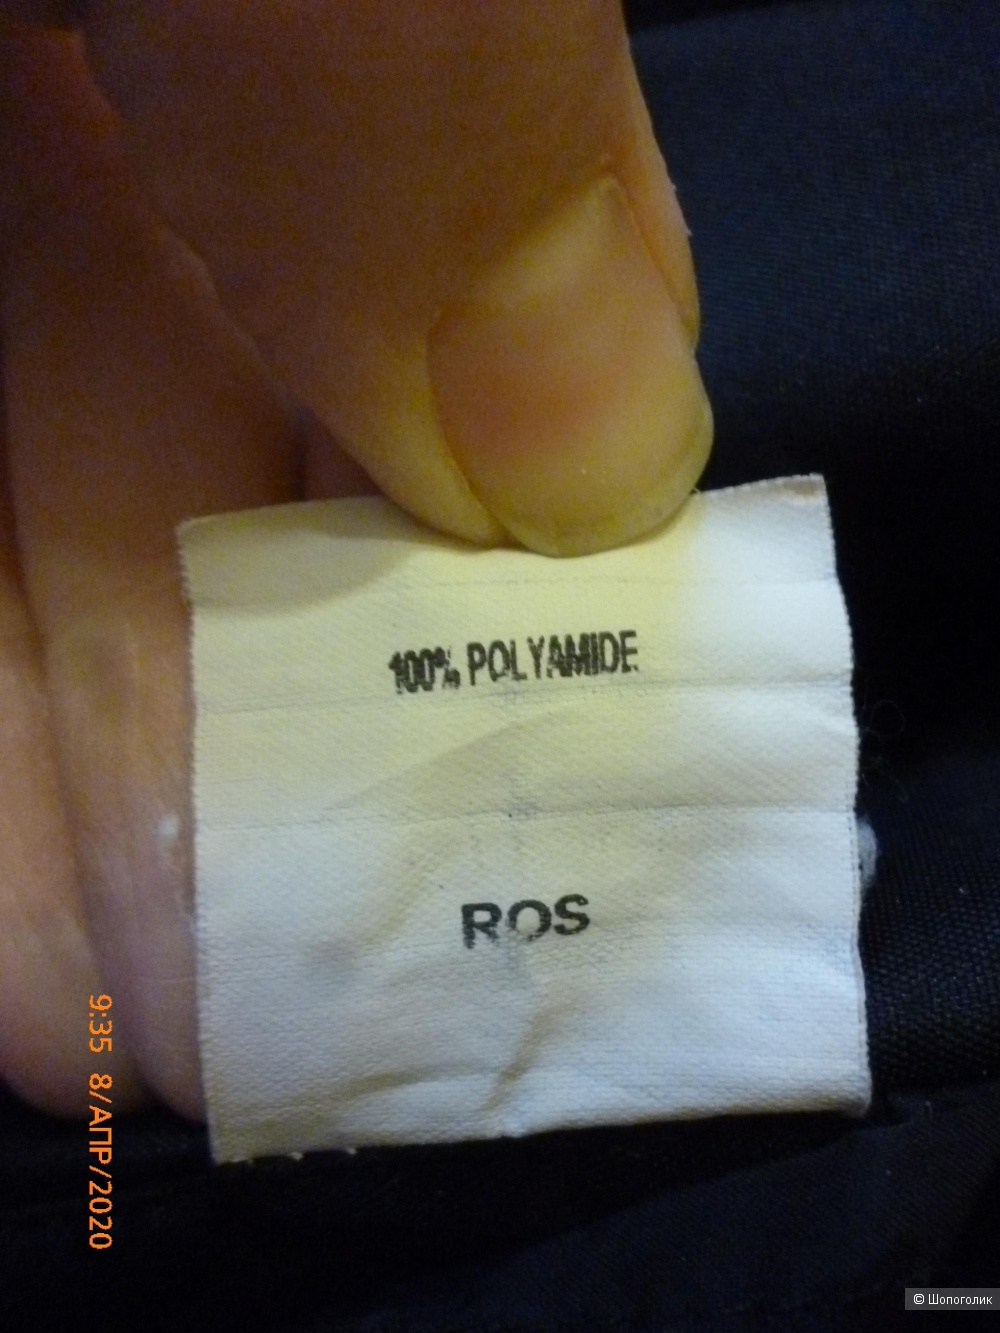 100% POLYAMIDE
ROS
9:35 8/АПР/2020
© Шопоголик